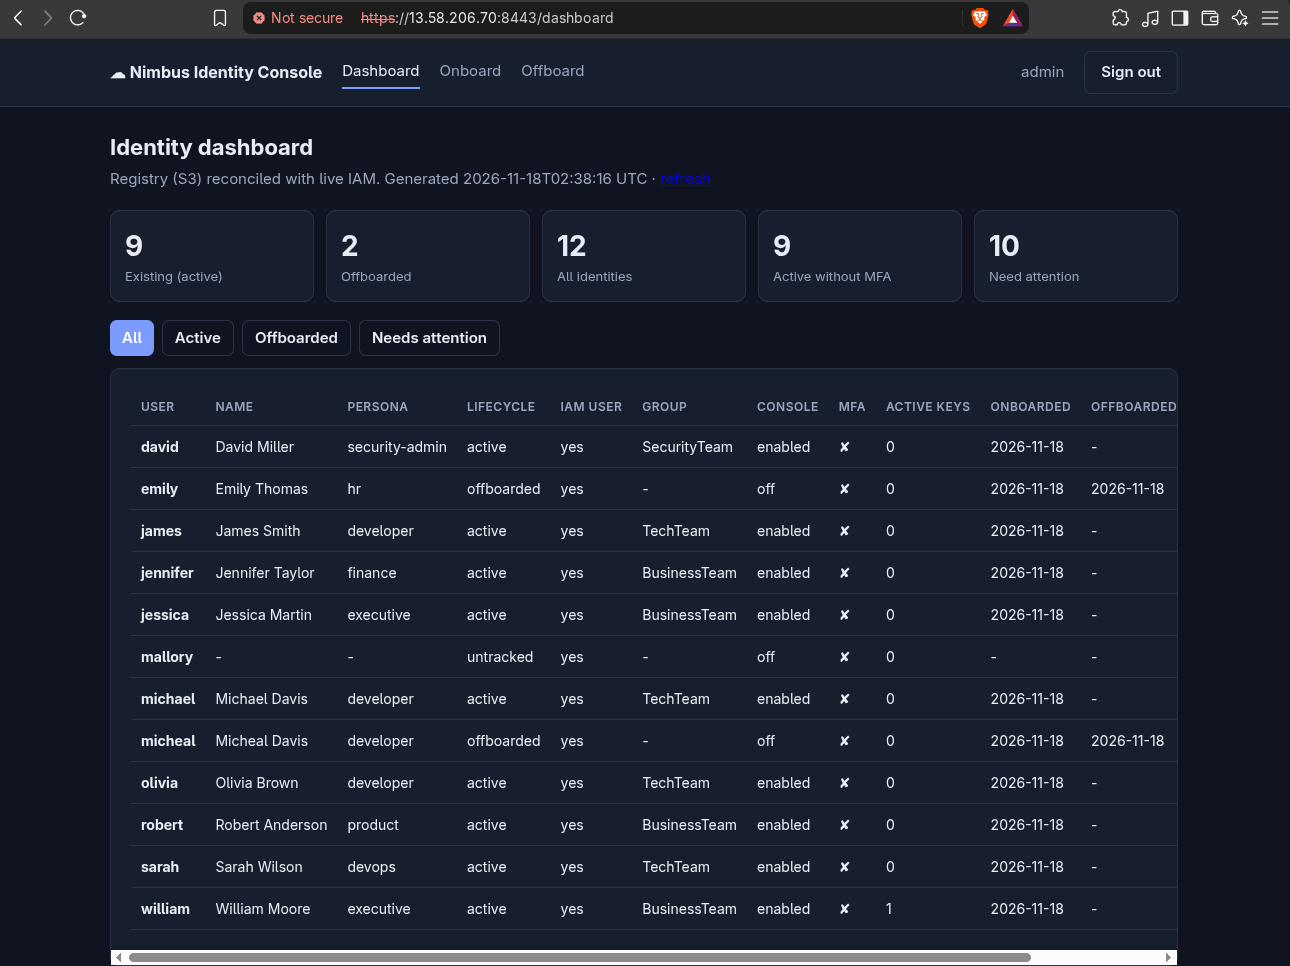 Not secure https://13.58.206.70:8443/dashboard
☁ Nimbus Identity Console Dashboard Onboard Offboard admin Sign out
Identity dashboard
Registry (S3) reconciled with live IAM. Generated 2026-11-18T02:38:16 UTC · refresh
9 2 12 9 10
Existing (active) Offboarded All identities Active without MFA Need attention
All Active Offboarded Needs attention
USER NAME PERSONA LIFECYCLE IAM USER GROUP CONSOLE MFA ACTIVE KEYS ONBOARDED OFFBOARDED
david David Miller security-admin active yes SecurityTeam enabled ✘ 0 2026-11-18 -
emily Emily Thomas hr offboarded yes - off ✘ 0 2026-11-18 2026-11-18
james James Smith developer active yes TechTeam enabled ✘ 0 2026-11-18 -
jennifer Jennifer Taylor finance active yes BusinessTeam enabled ✘ 0 2026-11-18 -
jessica Jessica Martin executive active yes BusinessTeam enabled ✘ 0 2026-11-18 -
mallory - - untracked yes - off ✘ 0 - -
michael Michael Davis developer active yes TechTeam enabled ✘ 0 2026-11-18 -
micheal Micheal Davis developer offboarded yes - off ✘ 0 2026-11-18 2026-11-18
olivia Olivia Brown developer active yes TechTeam enabled ✘ 0 2026-11-18 -
robert Robert Anderson product active yes BusinessTeam enabled ✘ 0 2026-11-18 -
sarah Sarah Wilson devops active yes TechTeam enabled ✘ 0 2026-11-18 -
william William Moore executive active yes BusinessTeam enabled ✘ 1 2026-11-18 -